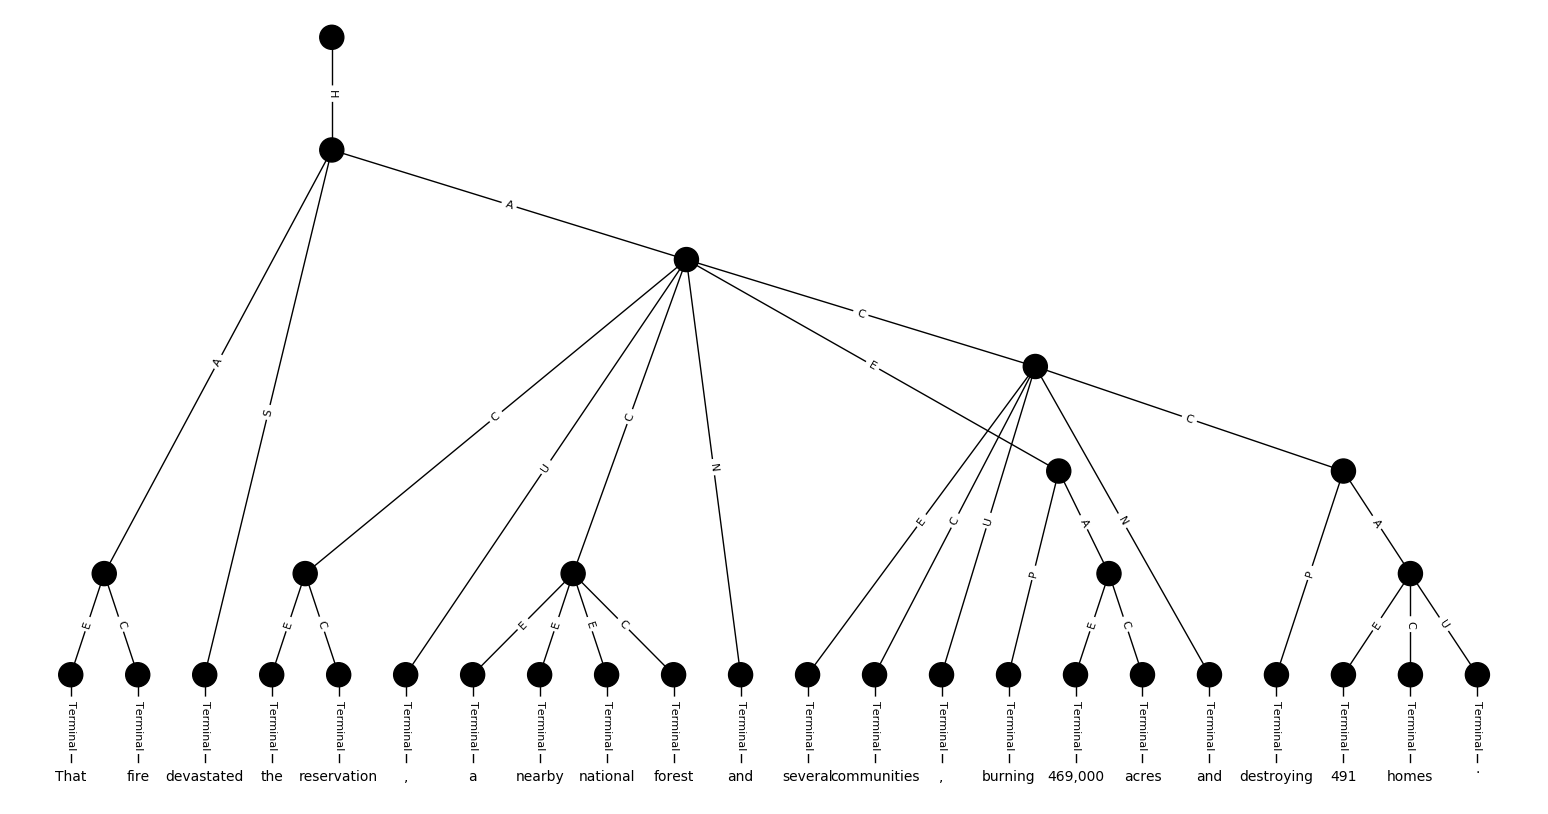 H
A
C
C
E
A
S
C
U
C
N
C
E
C
U
N
P
A
P
A
E
C
E
C
E
E
E
C
E
C
E
C
U
Terminal Terminal Terminal Terminal Terminal Terminal Terminal Terminal Terminal Terminal Terminal Terminal Terminal Terminal Terminal Terminal Terminal Terminal Terminal Terminal Terminal Terminal
That fire devastated the reservation , a nearby national forest and several communities , burning 469,000 acres and destroying 491 homes .